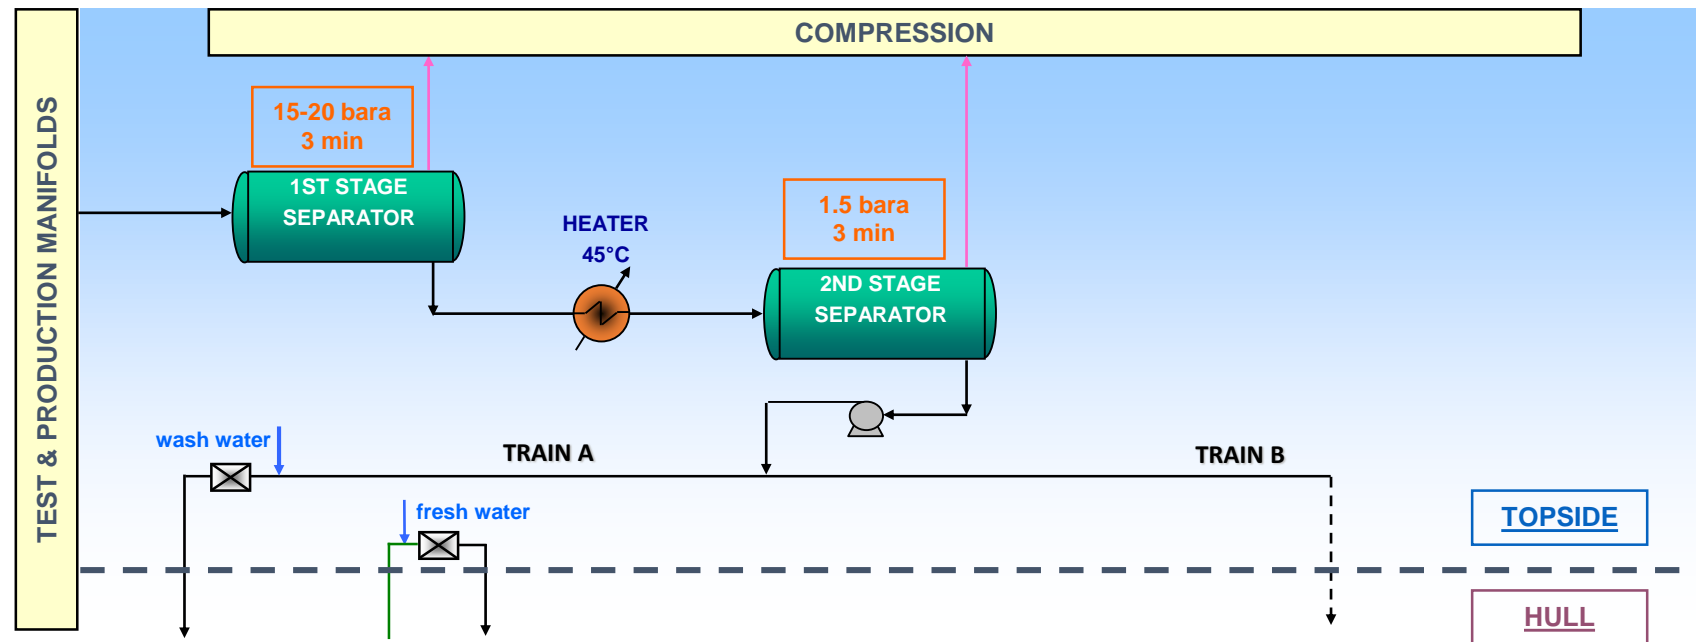 COMPRESSION
TEST & PRODUCTION MANIFOLDS
15-20 bara
3 min
1ST STAGE
SEPARATOR
HEATER
45°C
1.5 bara
3 min
2ND STAGE
SEPARATOR
wash water
TRAIN A
TRAIN B
fresh water
TOPSIDE
HULL